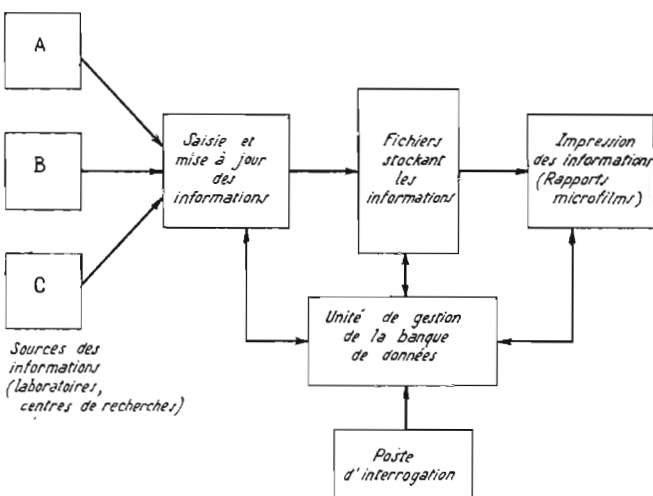 A
B
C
Sources des
informations
(laboratoires,
centres de recherches)
Saisie et
mise à jour
des
informations
Fichiers
stockant
les
informations
Impression
des informations
(Rapports
microfilms)
Unité de gestion
de la banque
de données
Poste
d'interrogation